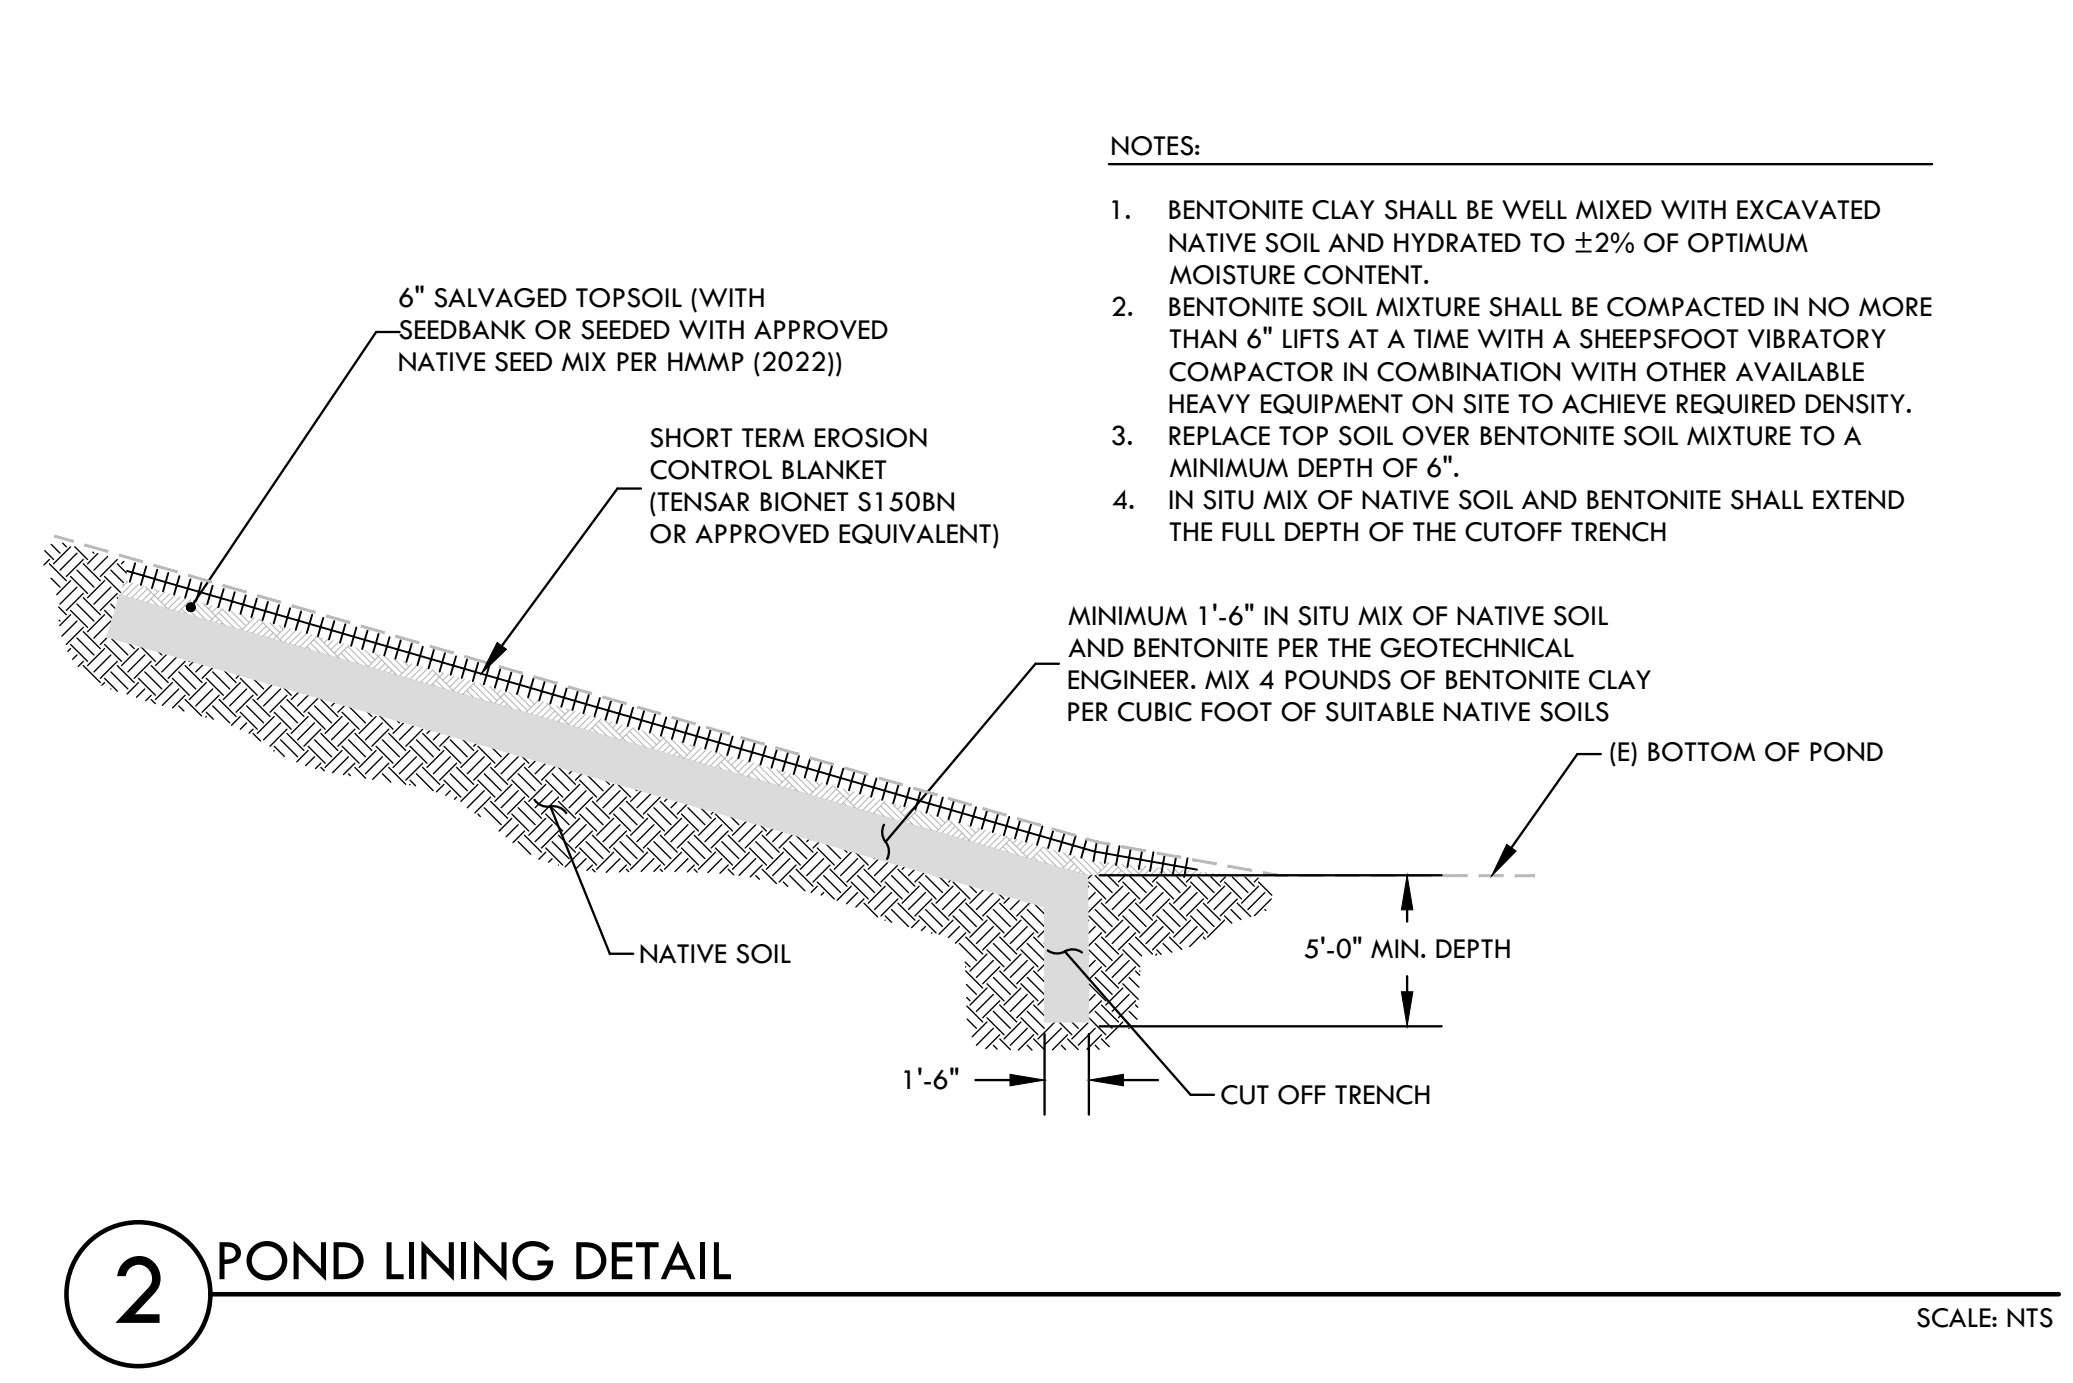 NOTES:
1. BENTONITE CLAY SHALL BE WELL MIXED WITH EXCAVATED
NATIVE SOIL AND HYDRATED TO ±2% OF OPTIMUM
MOISTURE CONTENT.
2. BENTONITE SOIL MIXTURE SHALL BE COMPACTED IN NO MORE
THAN 6" LIFTS AT A TIME WITH A SHEEPSFOOT VIBRATORY
COMPACTOR IN COMBINATION WITH OTHER AVAILABLE
HEAVY EQUIPMENT ON SITE TO ACHIEVE REQUIRED DENSITY.
3. REPLACE TOP SOIL OVER BENTONITE SOIL MIXTURE TO A
MINIMUM DEPTH OF 6".
4. IN SITU MIX OF NATIVE SOIL AND BENTONITE SHALL EXTEND
THE FULL DEPTH OF THE CUTOFF TRENCH
6" SALVAGED TOPSOIL (WITH
SEEDBANK OR SEEDED WITH APPROVED
NATIVE SEED MIX PER HMMP (2022))
SHORT TERM EROSION
CONTROL BLANKET
(TENSAR BIONET S150BN
OR APPROVED EQUIVALENT)
MINIMUM 1'-6" IN SITU MIX OF NATIVE SOIL
AND BENTONITE PER THE GEOTECHNICAL
ENGINEER. MIX 4 POUNDS OF BENTONITE CLAY
PER CUBIC FOOT OF SUITABLE NATIVE SOILS
(E) BOTTOM OF POND
NATIVE SOIL
5'-0" MIN. DEPTH
1'-6"
CUT OFF TRENCH
2
POND LINING DETAIL
SCALE: NTS